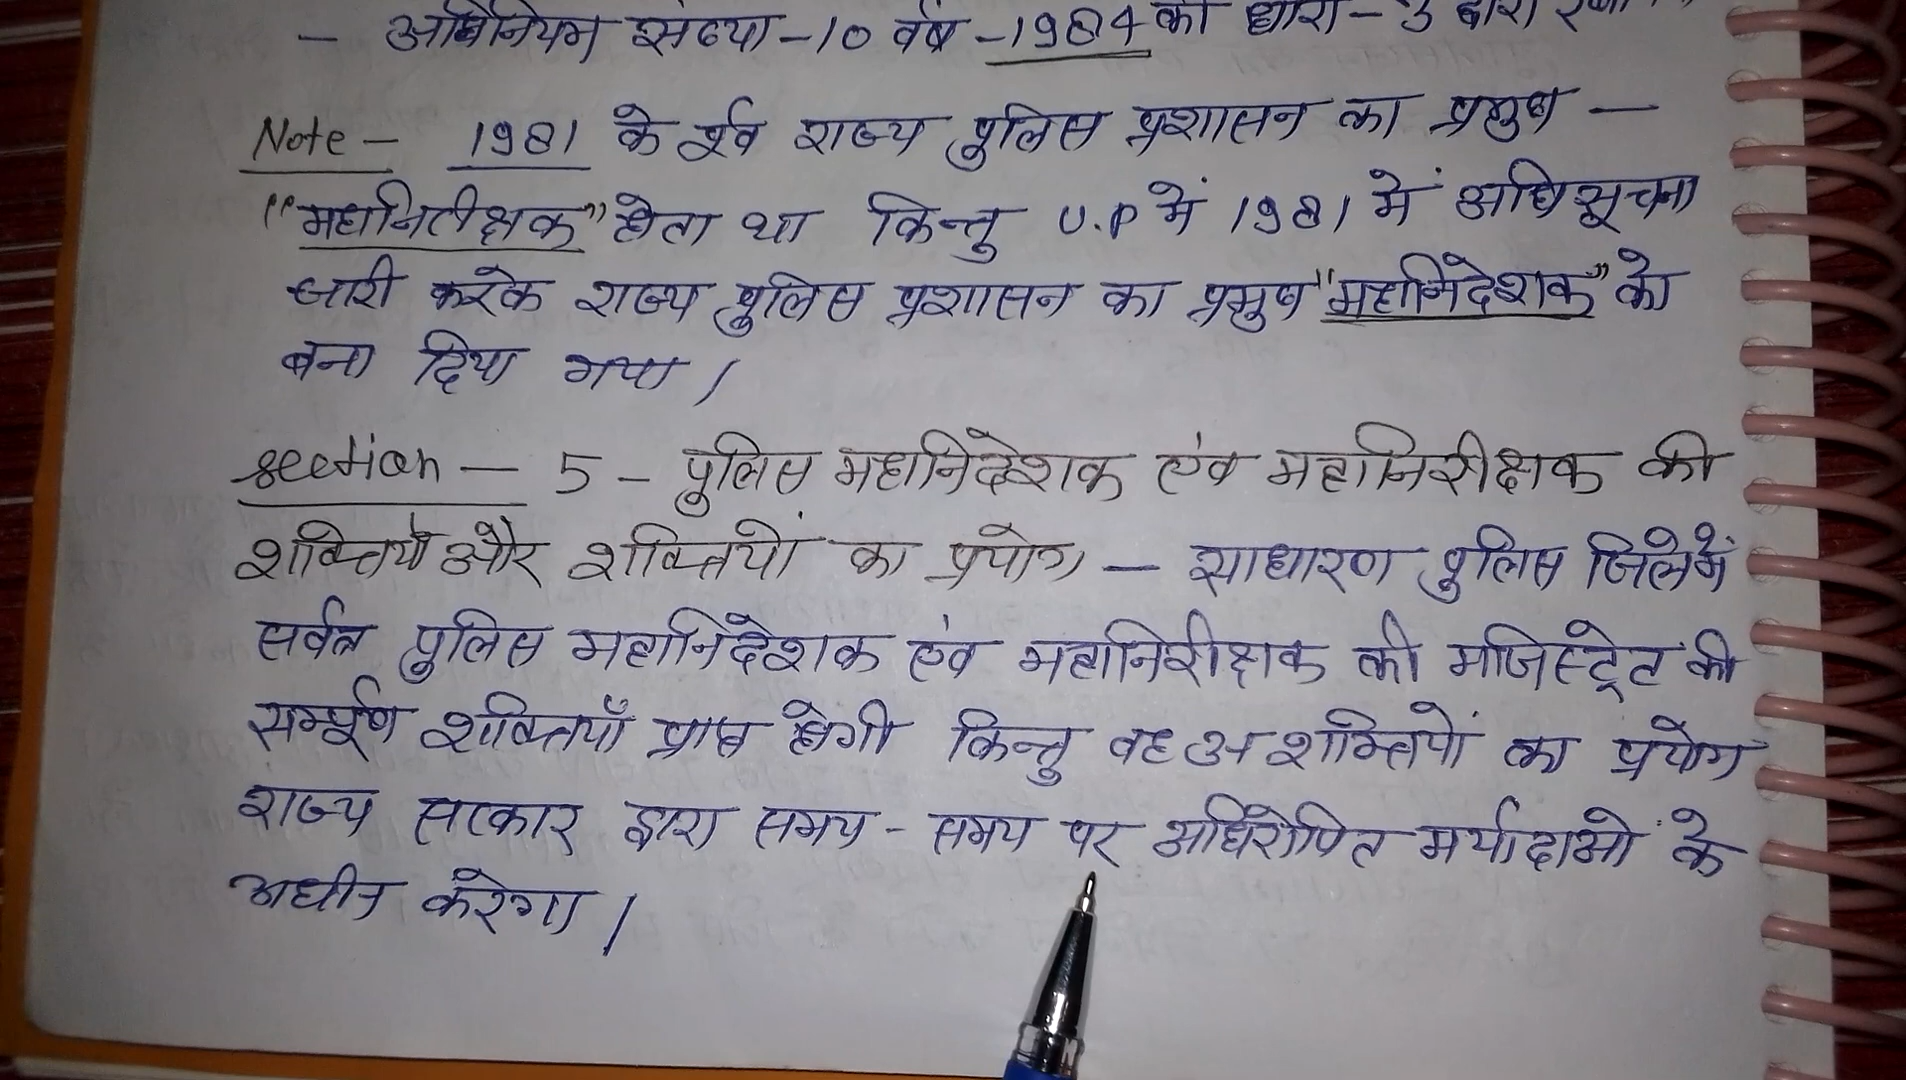 - अधिनियम संख्या-10 वर्ष-1984 की धारा-3 द्वारा
Note- 1981 के पूर्व राज्य पुलिस प्रशासन का प्रमुख -
"महानिरीक्षक" होता था किन्तु U.P में 1981 में अधिसूचना
जारी करके राज्य पुलिस प्रशासन का प्रमुख "महानिदेशक" को
बना दिया गया।
section - 5 - पुलिस महानिदेशक एंव महानिरीक्षक की
शक्तियाँ और शक्तियों का प्रयोग - साधारण पुलिस जिले में
सर्वत्र पुलिस महानिदेशक एंव महानिरीक्षक को मजिस्ट्रेट की
सम्पूर्ण शक्तियाँ प्राप्त होगी किन्तु वह उन शक्तियों का प्रयोग
राज्य सरकार द्वारा समय-समय पर अधिरोपित मर्यादाओं के
अधीन करेगा।